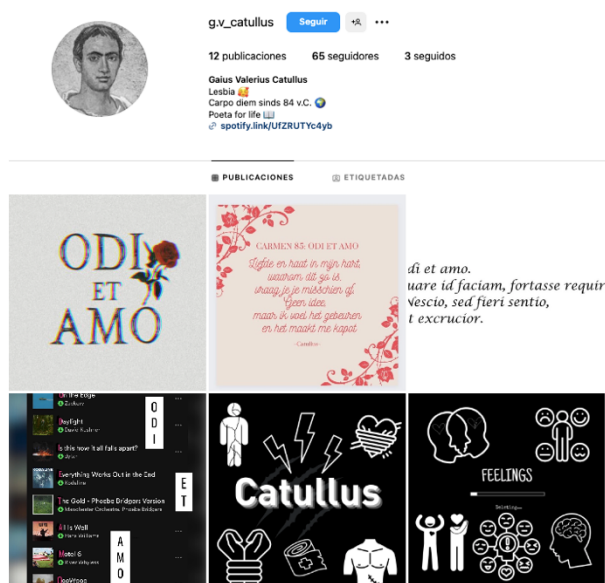 g.v_catullus Seguir
12 publicaciones 65 seguidores 3 seguidos
Gaius Valerius Catullus
Lesbia 🥰
Carpo diem sinds 84 v.C. 🌍
Poeta for life 📖
spotify.link/UfZRUTYc4yb
PUBLICACIONES ETIQUETADAS
ODI
ET
AMO
CARMEN 85: ODI ET AMO
Liefde en haat in mijn hart,
waarom dit zo is,
vraag je je misschien af.
Geen idee,
maar ik voel het gebeuren
en het maakt me kapot
-Catullus-
di et amo.
uare id faciam, fortasse requir
Nescio, sed fieri sentio,
t excrucior.
On the Edge
Daylight
David Kushner
Is this how it all falls apart?
Everything Works Out in the End
Kodaline
The Gold - Phoebe Bridgers Version
Manchester Orchestra, Phoebe Bridgers
All Is Well
Motel 6
ODI
ET
AMO
Catullus
FEELINGS
Deleting...